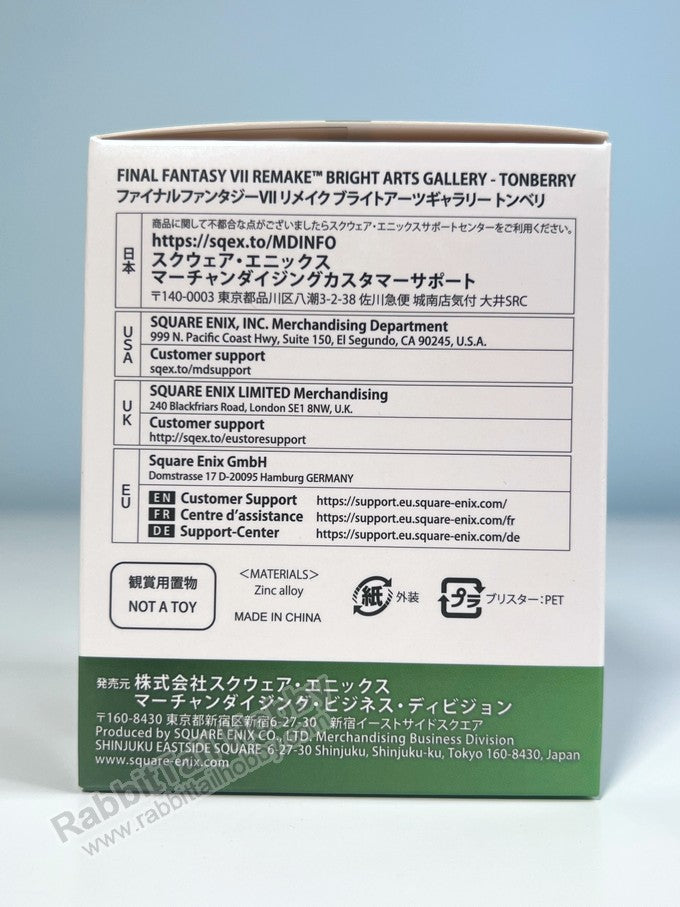 FINAL FANTASY VII REMAKE™ BRIGHT ARTS GALLERY - TONBERRY
ファイナルファンタジーVII リメイク ブライトアーツギャラリー トンベリ
日本
商品に関して不都合な点がございましたらスクウェア・エニックスサポートセンターをご利用ください。
https://sqex.to/MDINFO
スクウェア・エニックス
マーチャンダイジングカスタマーサポート
〒140-0003 東京都品川区八潮3-2-38 佐川急便 城南店気付 大井SRC
USA
SQUARE ENIX, INC. Merchandising Department
999 N. Pacific Coast Hwy, Suite 150, El Segundo, CA 90245, U.S.A.
Customer support
sqex.to/mdsupport
UK
SQUARE ENIX LIMITED Merchandising
240 Blackfriars Road, London SE1 8NW, U.K.
Customer support
http://sqex.to/eustoresupport
EU
Square Enix GmbH
Domstrasse 17 D-20095 Hamburg GERMANY
EN Customer Support https://support.eu.square-enix.com/
FR Centre d’assistance https://support.eu.square-enix.com/fr
DE Support-Center https://support.eu.square-enix.com/de
観賞用置物
NOT A TOY
<MATERIALS>
Zinc alloy
MADE IN CHINA
紙 外装
プラ ブリスター:PET
発売元 株式会社スクウェア・エニックス
マーチャンダイジング・ビジネス・ディビジョン
〒160-8430 東京都新宿区新宿6-27-30 新宿イーストサイドスクエア
Produced by SQUARE ENIX CO., LTD. Merchandising Business Division
SHINJUKU EASTSIDE SQUARE 6-27-30 Shinjuku, Shinjuku-ku, Tokyo 160-8430, Japan
www.square-enix.com
Rabbittail Hobby
www.rabbittailhobby.com